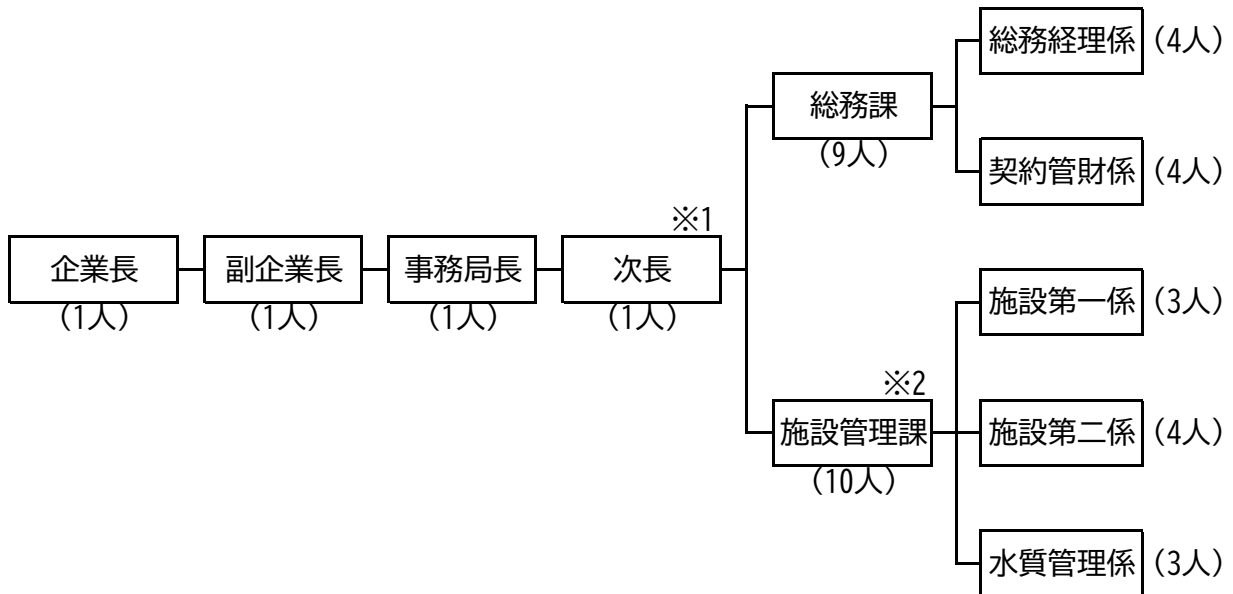 総務経理係 (4人)
総務課
(9人)
契約管財係 (4人)
※1
企業長
(1人)
副企業長
(1人)
事務局長
(1人)
次長
(1人)
施設第一係 (3人)
※2
施設管理課
(10人)
施設第二係 (4人)
水質管理係 (3人)